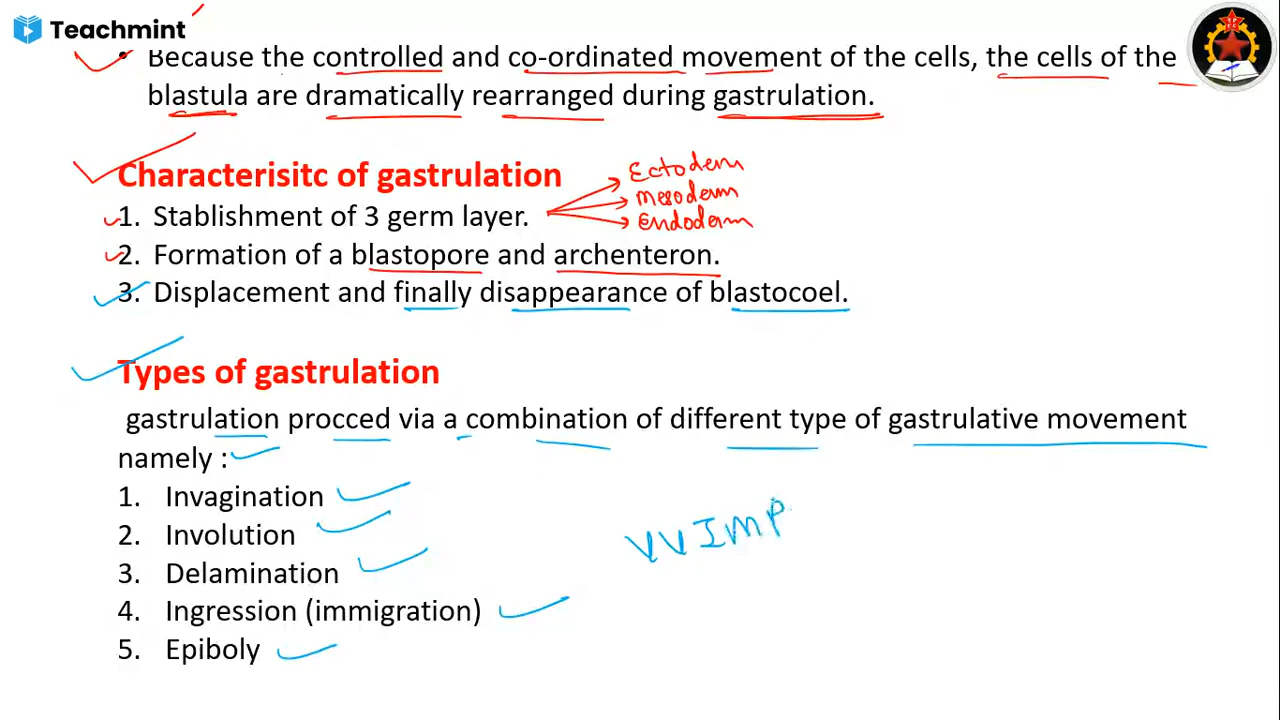 Teachmint
• Because the controlled and co-ordinated movement of the cells, the cells of the
blastula are dramatically rearranged during gastrulation.
Characterisitc of gastrulation
Ectoderm
1. Stablishment of 3 germ layer.
Mesoderm
Endoderm
2. Formation of a blastopore and archenteron.
3. Displacement and finally disappearance of blastocoel.
Types of gastrulation
gastrulation procced via a combination of different type of gastrulative movement
namely :
1. Invagination
2. Involution
3. Delamination
4. Ingression (immigration)
5. Epiboly
VVIMP